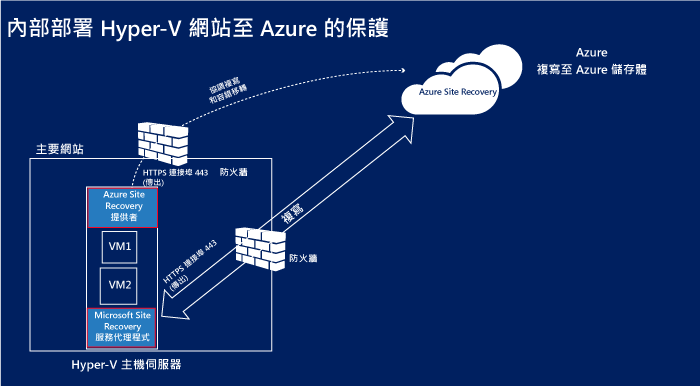 內部部署 Hyper-V 網站至 Azure 的保護
Azure
複寫至 Azure 儲存體
Azure Site Recovery
協調複寫
和容錯移轉
主要網站
HTTPS 連接埠 443
(傳出)
防火牆
Azure Site
Recovery
提供者
VM1
VM2
Microsoft Site
Recovery
服務代理程式
複寫
HTTPS 連接埠 443
(傳出)
防火牆
Hyper-V 主機伺服器